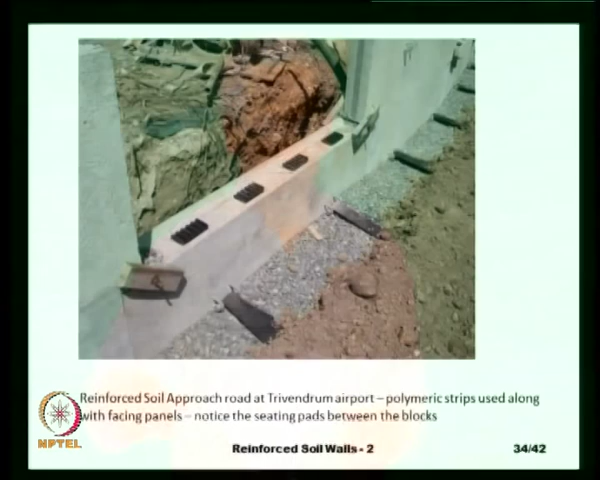 Reinforced Soil Approach road at Trivendrum airport – polymeric strips used along
with facing panels – notice the seating pads between the blocks
NPTEL
Reinforced Soil Walls - 2
34/42